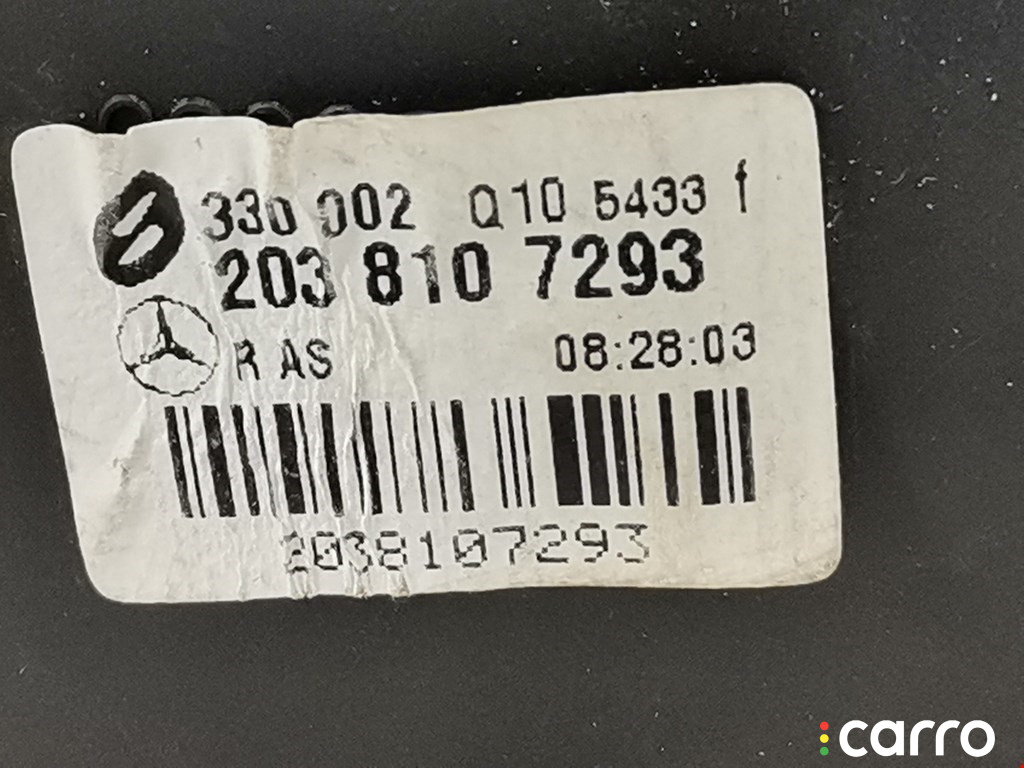 330 002 Q10 5433 f
203 810 7293
R AS 08:28:03
2038107293
carro